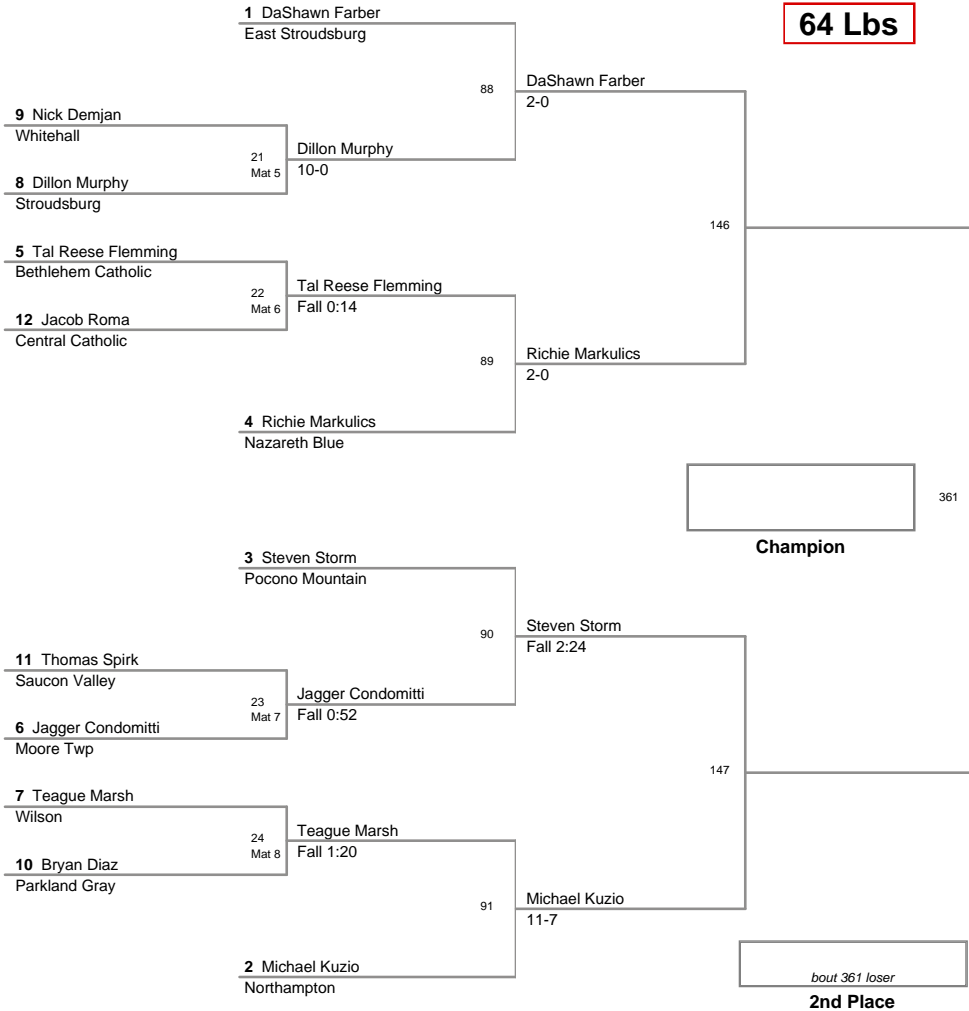 1 DaShawn Farber
East Stroudsburg
64 Lbs
88
DaShawn Farber
2-0
9 Nick Demjan
Whitehall
21
Mat 5
Dillon Murphy
10-0
8 Dillon Murphy
Stroudsburg
146
5 Tal Reese Flemming
Bethlehem Catholic
22
Mat 6
Tal Reese Flemming
Fall 0:14
12 Jacob Roma
Central Catholic
89
Richie Markulics
2-0
4 Richie Markulics
Nazareth Blue
361
Champion
3 Steven Storm
Pocono Mountain
90
Steven Storm
Fall 2:24
11 Thomas Spirk
Saucon Valley
23
Mat 7
Jagger Condomitti
Fall 0:52
6 Jagger Condomitti
Moore Twp
147
7 Teague Marsh
Wilson
24
Mat 8
Teague Marsh
Fall 1:20
10 Bryan Diaz
Parkland Gray
91
Michael Kuzio
11-7
2 Michael Kuzio
Northampton
bout 361 loser
2nd Place